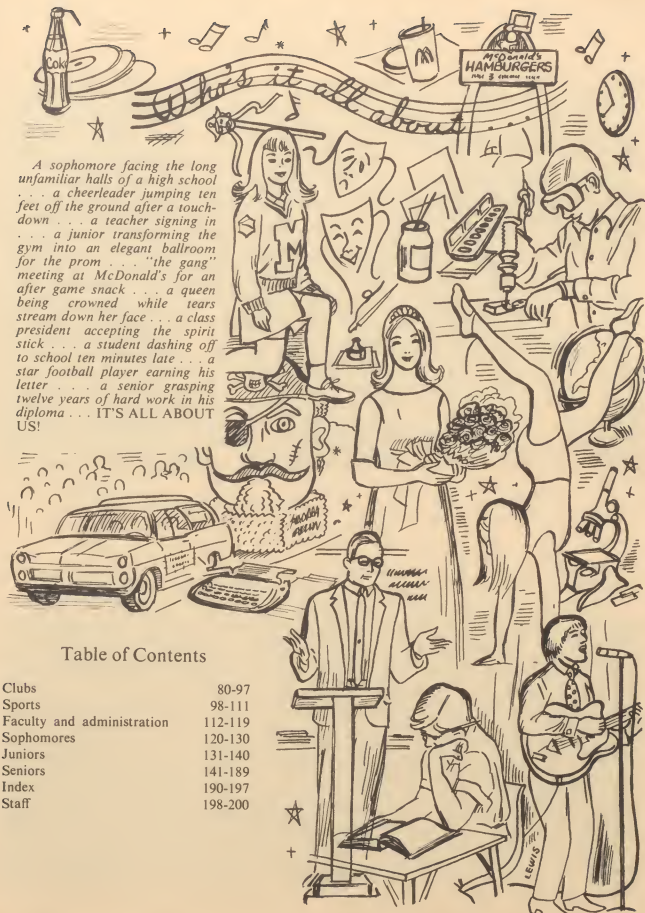 Coke
McDonald's
HAMBURGERS
Who's it all about . . . .
M
A sophomore facing the long
unfamiliar halls of a high school
. . . a cheerleader jumping ten
feet off the ground after a touch-
down . . . a teacher signing in
. . . a junior transforming the
gym into an elegant ballroom
for the prom . . . "the gang"
meeting at McDonald's for an
after game snack . . . a queen
being crowned while tears
stream down her face . . . a class
president accepting the spirit
stick . . . a student dashing off
to school ten minutes late . . . a
star football player earning his
letter . . . a senior grasping
twelve years of hard work in his
diploma . . . IT'S ALL ABOUT
US!
M
Table of Contents
Clubs 80-97
Sports 98-111
Faculty and administration 112-119
Sophomores 120-130
Juniors 131-140
Seniors 141-189
Index 190-197
Staff 198-200
LEWIS